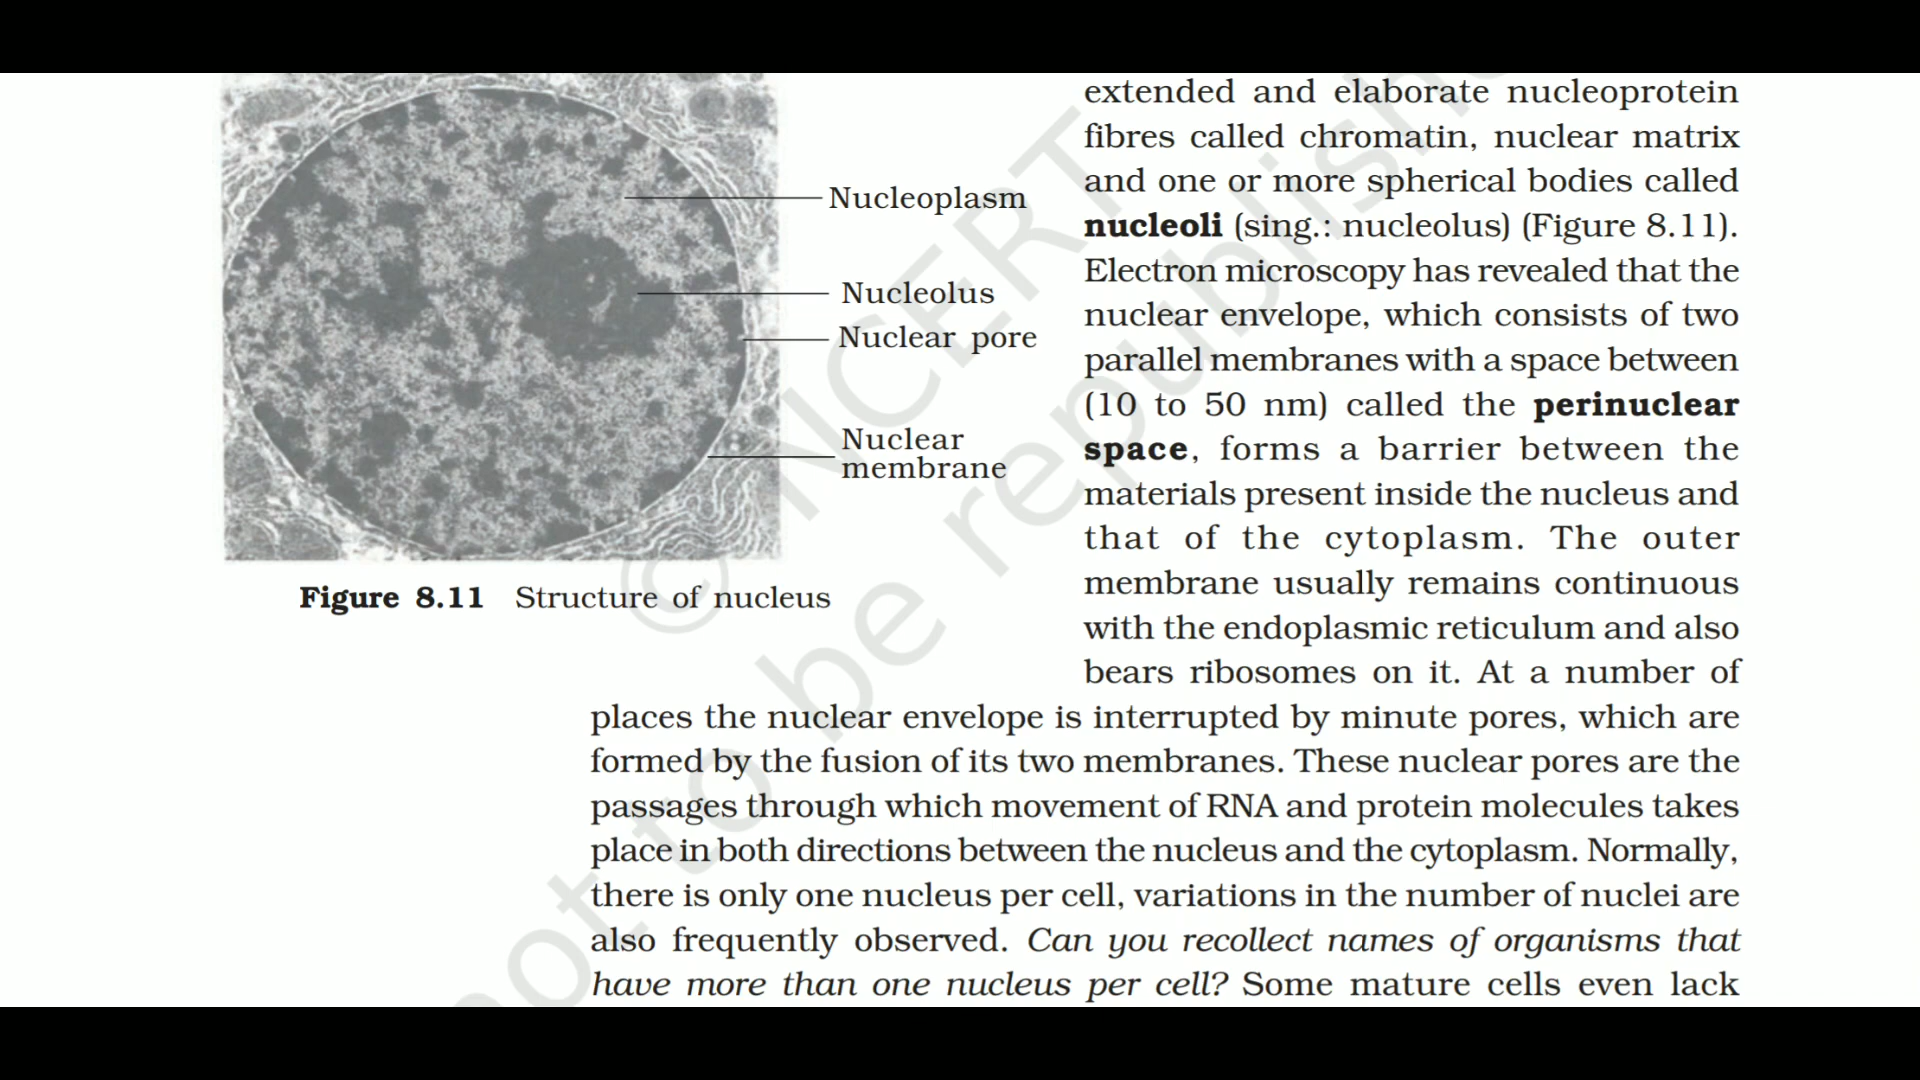 extended and elaborate nucleoprotein
fibres called chromatin, nuclear matrix
and one or more spherical bodies called
nucleoli (sing.: nucleolus) (Figure 8.11).
Electron microscopy has revealed that the
nuclear envelope, which consists of two
parallel membranes with a space between
(10 to 50 nm) called the perinuclear
space, forms a barrier between the
materials present inside the nucleus and
that of the cytoplasm. The outer
membrane usually remains continuous
with the endoplasmic reticulum and also
bears ribosomes on it. At a number of
places the nuclear envelope is interrupted by minute pores, which are
formed by the fusion of its two membranes. These nuclear pores are the
passages through which movement of RNA and protein molecules takes
place in both directions between the nucleus and the cytoplasm. Normally,
there is only one nucleus per cell, variations in the number of nuclei are
also frequently observed. Can you recollect names of organisms that
have more than one nucleus per cell? Some mature cells even lack
Nucleoplasm
Nucleolus
Nuclear pore
Nuclear
membrane
Figure 8.11 Structure of nucleus
© NCERT
not to be republishe